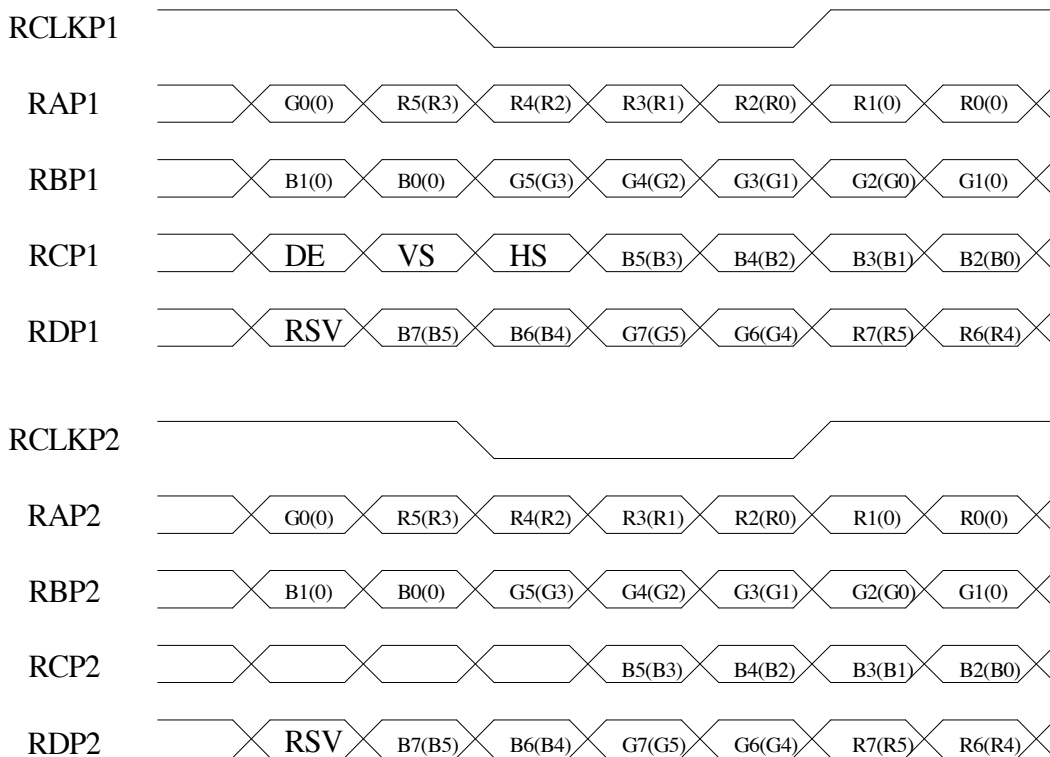 RCLKP1
RAP1 G0(0) R5(R3) R4(R2) R3(R1) R2(R0) R1(0) R0(0)
RBP1 B1(0) B0(0) G5(G3) G4(G2) G3(G1) G2(G0) G1(0)
RCP1 DE VS HS B5(B3) B4(B2) B3(B1) B2(B0)
RDP1 RSV B7(B5) B6(B4) G7(G5) G6(G4) R7(R5) R6(R4)
RCLKP2
RAP2 G0(0) R5(R3) R4(R2) R3(R1) R2(R0) R1(0) R0(0)
RBP2 B1(0) B0(0) G5(G3) G4(G2) G3(G1) G2(G0) G1(0)
RCP2 B5(B3) B4(B2) B3(B1) B2(B0)
RDP2 RSV B7(B5) B6(B4) G7(G5) G6(G4) R7(R5) R6(R4)